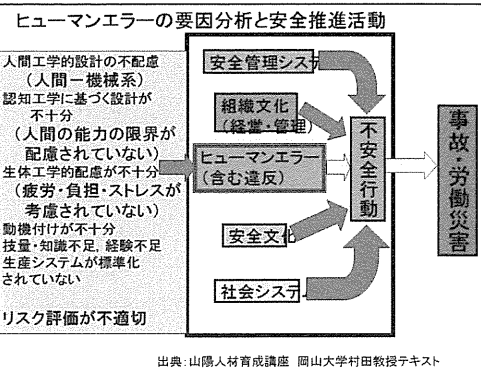 ヒューマンエラーの要因分析と安全推進活動
人間工学的設計の不配慮
(人間ー機械系)
認知工学に基づく設計が
不十分
(人間の能力の限界が
配慮されていない)
生体工学的配慮が不十分
(疲労・負担・ストレスが
考慮されていない)
動機付けが不十分
技量・知識不足, 経験不足
生産システムが標準化
されていない
リスク評価が不適切
安全管理システ
組織文化
(経営・管理)
ヒューマンエラー
(含む違反)
安全文化
社会システ
不安全行動
事故・労働災害
出典:山陽人材育成講座 岡山大学村田教授テキスト